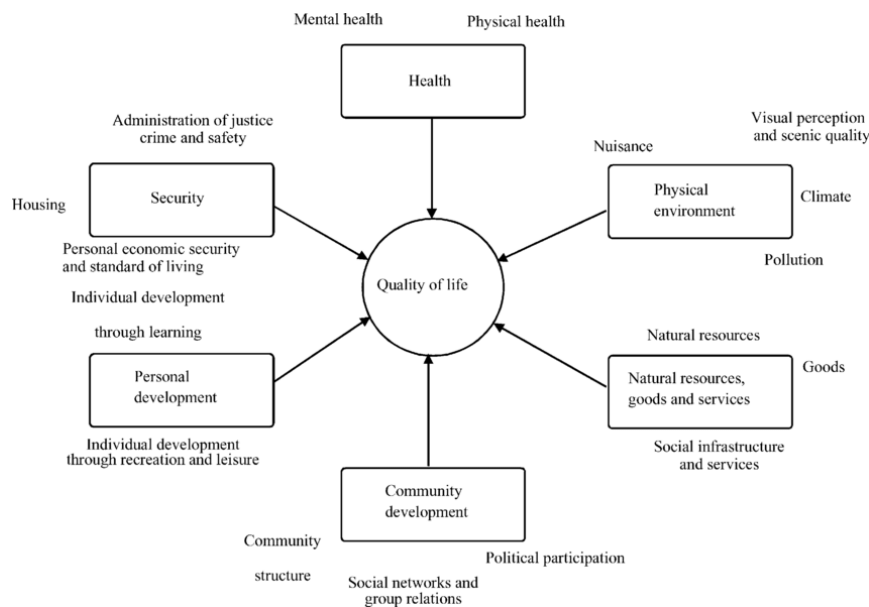 Mental health
Physical health
Health
Administration of justice
crime and safety
Visual perception
and scenic quality
Nuisance
Housing
Security
Physical
environment
Climate
Personal economic security
and standard of living
Pollution
Quality of life
Individual development
through learning
Natural resources
Personal
development
Natural resources,
goods and services
Goods
Individual development
through recreation and leisure
Social infrastructure
and services
Community
development
Community
structure
Political participation
Social networks and
group relations